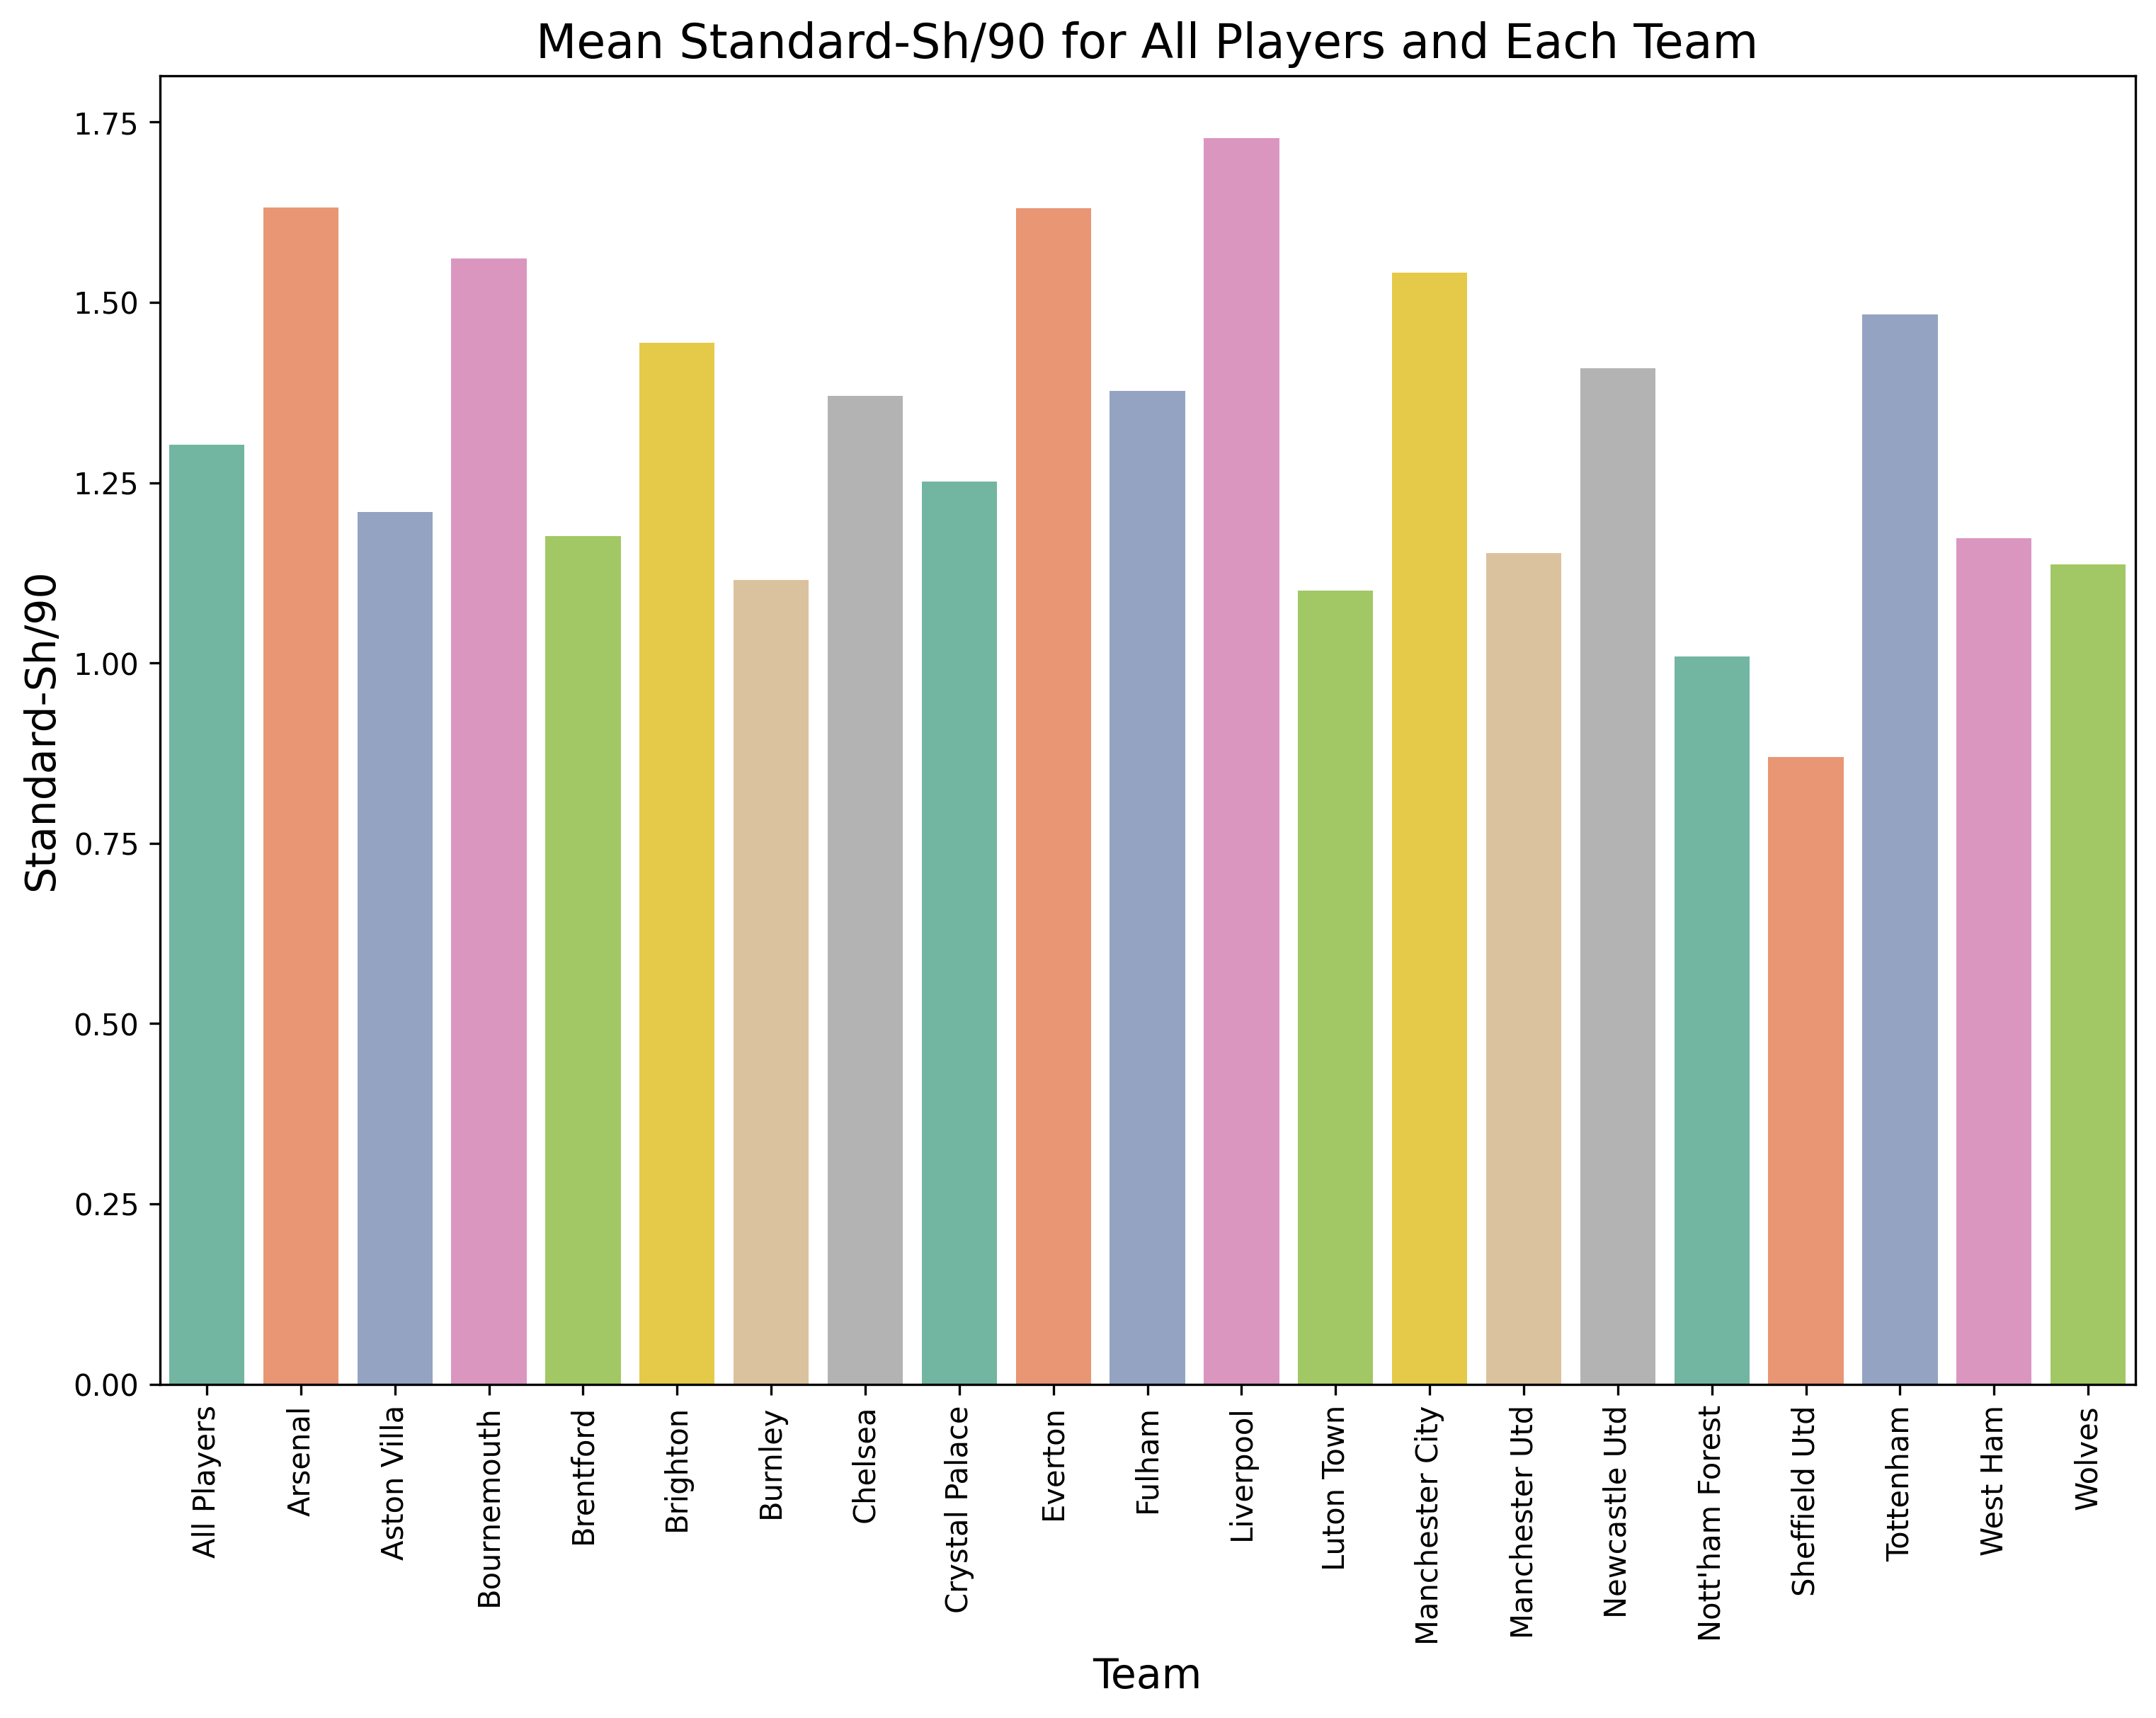 Mean Standard-Sh/90 for All Players and Each Team
Standard-Sh/90
1.75
1.50
1.25
1.00
0.75
0.50
0.25
0.00
All Players
Arsenal
Aston Villa
Bournemouth
Brentford
Brighton
Burnley
Chelsea
Crystal Palace
Everton
Fulham
Liverpool
Luton Town
Manchester City
Manchester Utd
Newcastle Utd
Nott'ham Forest
Sheffield Utd
Tottenham
West Ham
Wolves
Team